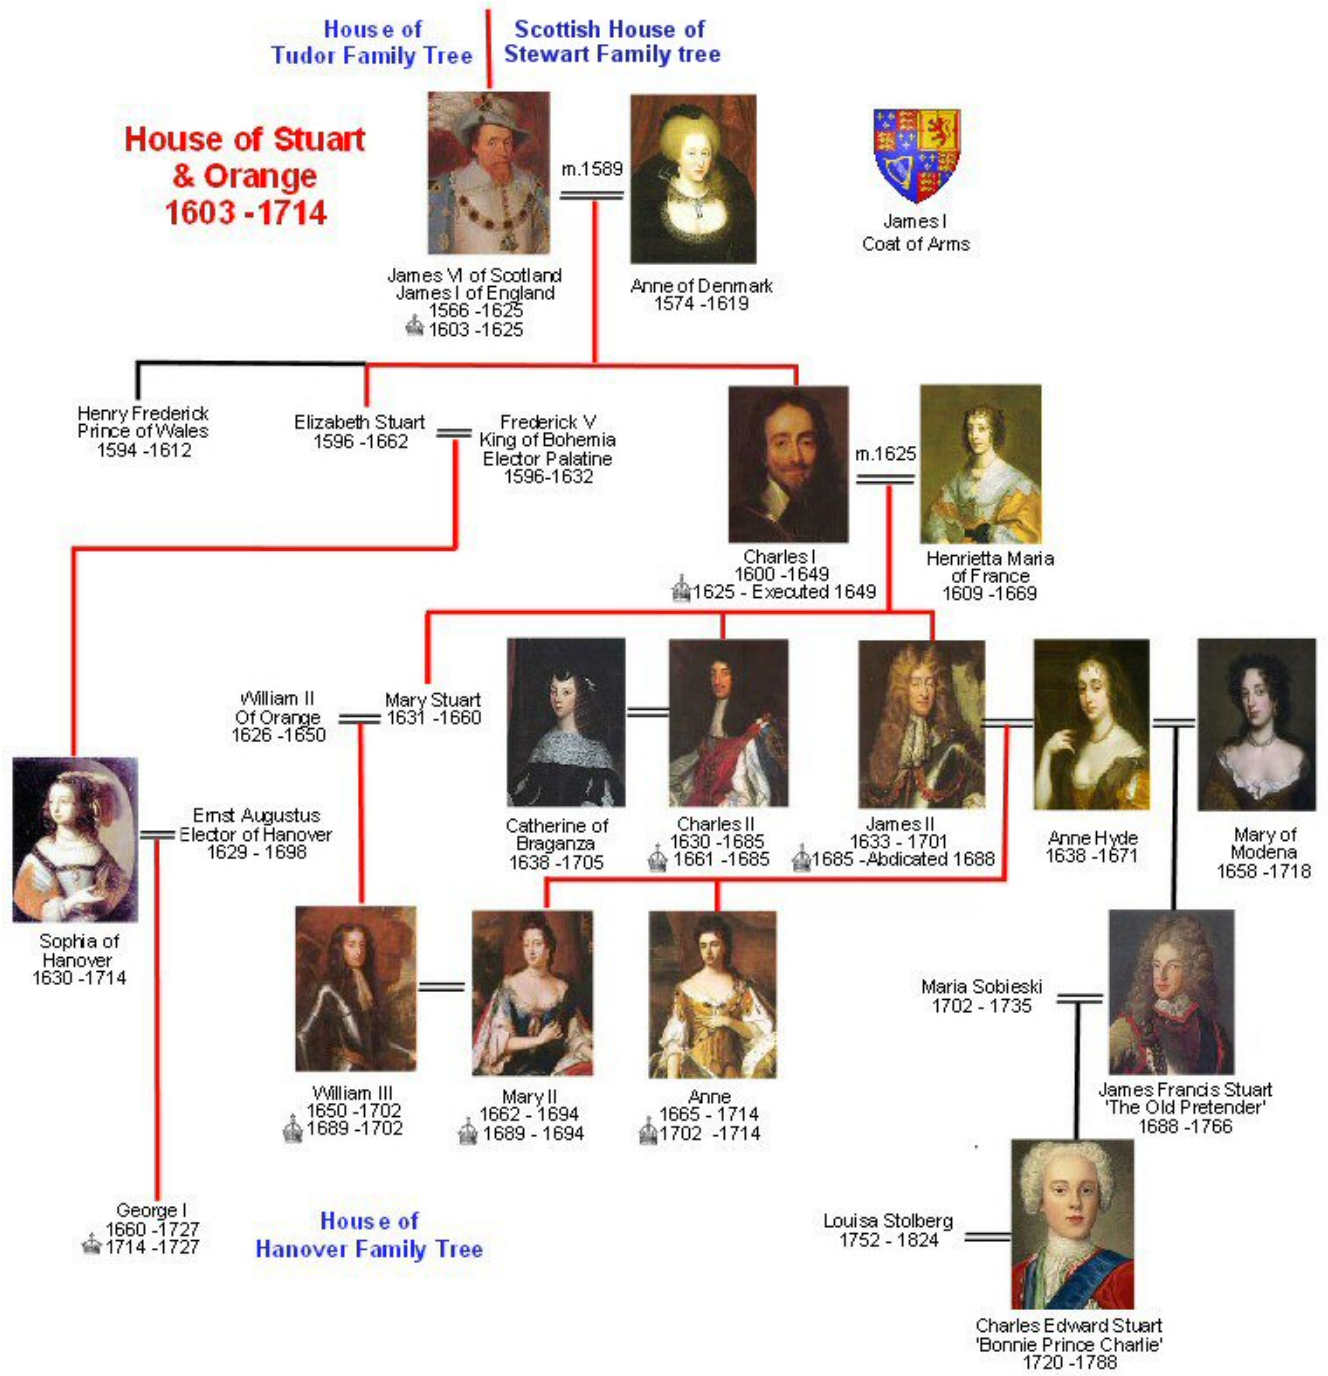 House of
Tudor Family Tree
Scottish House of
Stewart Family tree
House of Stuart
& Orange
1603 -1714
m.1589
James I
Coat of Arms
James VI of Scotland
James I of England
1566 -1625
1603 -1625
Anne of Denmark
1574 -1619
Henry Frederick
Prince of Wales
1594 -1612
Elizabeth Stuart
1596 -1662
Frederick V
King of Bohemia
Elector Palatine
1596-1632
m.1625
Charles I
1600 -1649
1625 - Executed 1649
Henrietta Maria
of France
1609 -1669
William II
Of Orange
1626 -1650
Mary Stuart
1631 -1660
Catherine of
Braganza
1638 -1705
Charles II
1630 -1685
1661 -1685
James II
1633 - 1701
1685 -Abdicated 1688
Anne Hyde
1638 -1671
Mary of
Modena
1658 -1718
Ernst Augustus
Elector of Hanover
1629 - 1698
Sophia of
Hanover
1630 -1714
William III
1650 -1702
1689 -1702
Mary II
1662 - 1694
1689 - 1694
Anne
1665 - 1714
1702 -1714
Maria Sobieski
1702 - 1735
James Francis Stuart
'The Old Pretender'
1688 -1766
George I
1660 -1727
1714 -1727
House of
Hanover Family Tree
Louisa Stolberg
1752 - 1824
Charles Edward Stuart
'Bonnie Prince Charlie'
1720 -1788